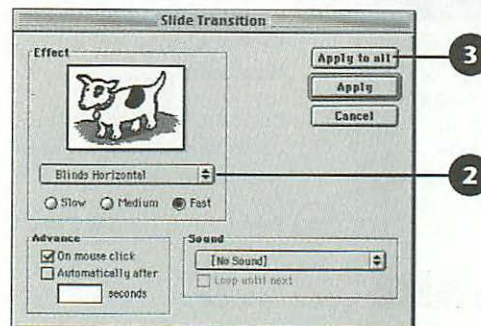 Slide Transition
Effect
Apply to all
3
Apply
Cancel
Blinds Horizontal
2
Slow Medium Fast
Advance
On mouse click
Automatically after
seconds
Sound
[No Sound]
Loop until next